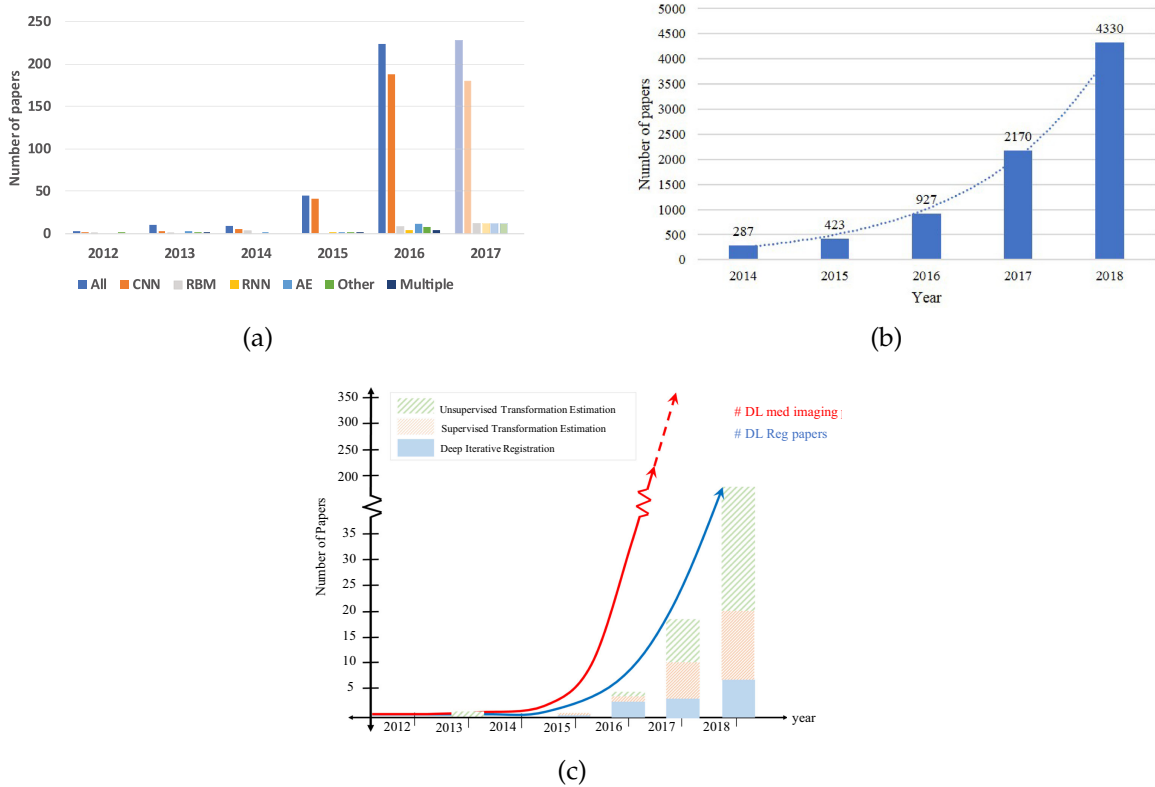 250
200
150
100
50
0
Number of papers
2012 2013 2014 2015 2016 2017
All CNN RBM RNN AE Other Multiple
(a)
5000
4500
4000
3500
3000
2500
2000
1500
1000
500
0
Number of papers
287 423 927 2170 4330
2014 2015 2016 2017 2018
Year
(b)
350
300
250
200
35
30
25
20
15
10
5
Number of Papers
Unsupervised Transformation Estimation
Supervised Transformation Estimation
Deep Iterative Registration
# DL med imaging
# DL Reg papers
2012 2013 2014 2015 2016 2017 2018 year
(c)